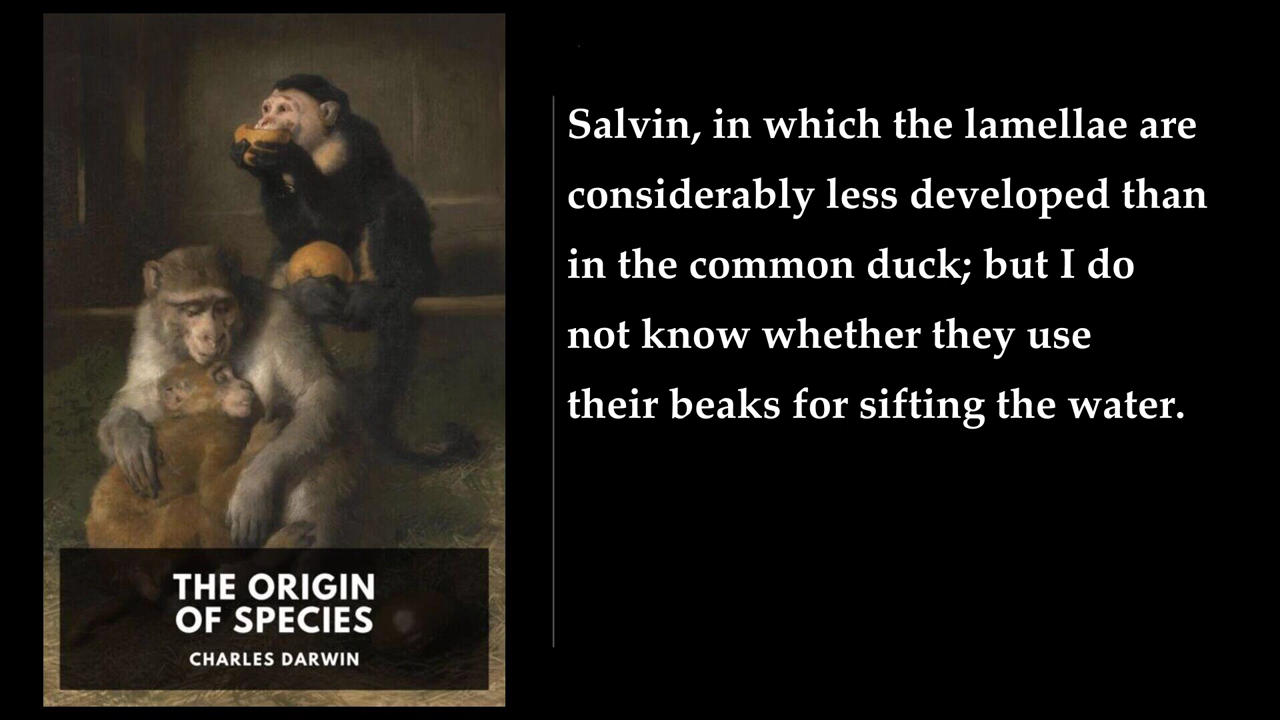 THE ORIGIN
OF SPECIES
CHARLES DARWIN
Salvin, in which the lamellae are
considerably less developed than
in the common duck; but I do
not know whether they use
their beaks for sifting the water.